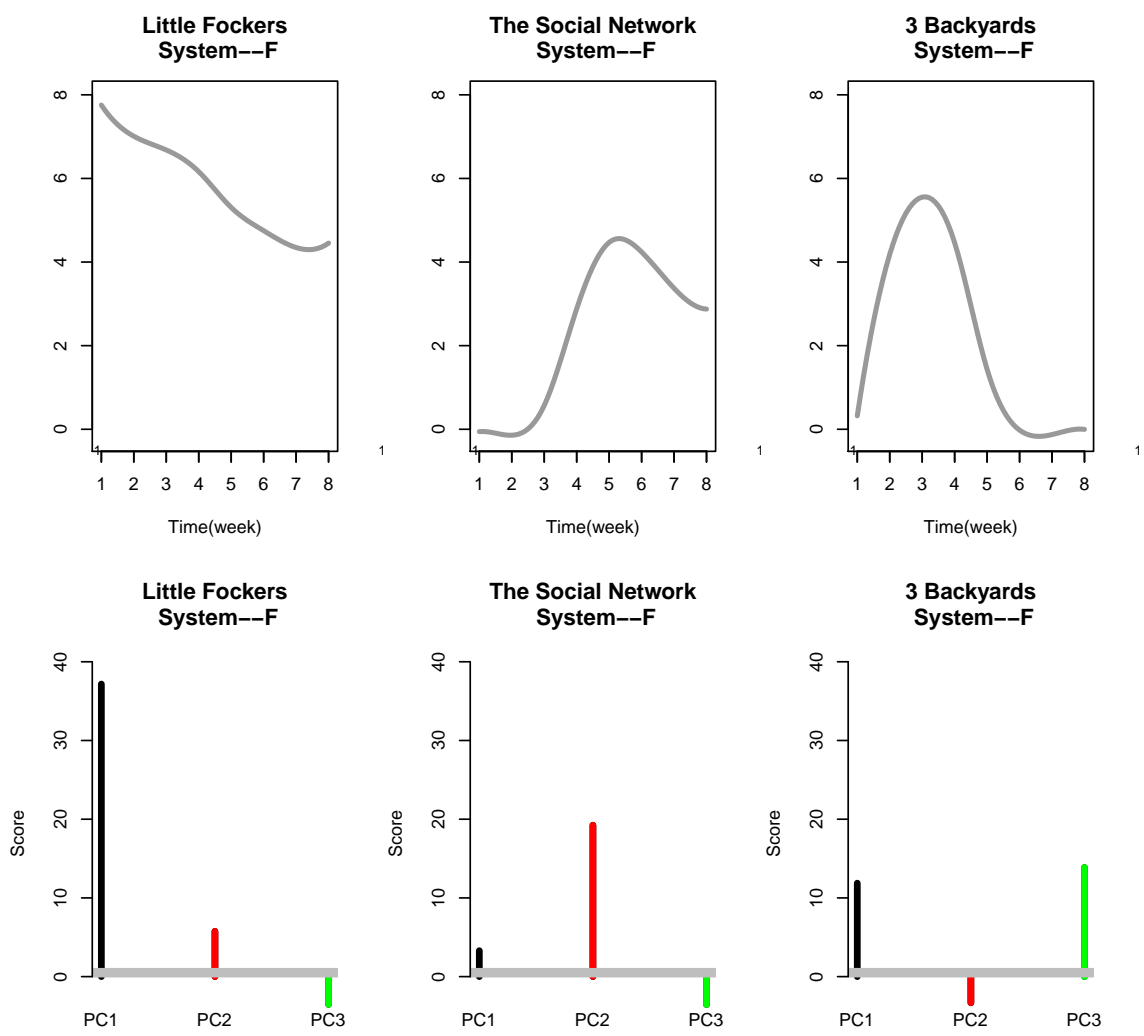 Little Fockers
System−−F
8
6
4
2
0
1
1 2 3 4 5 6 7 8
Time(week)
The Social Network
System−−F
8
6
4
2
0
1
1 2 3 4 5 6 7 8
Time(week)
3 Backyards
System−−F
8
6
4
2
0
1
1
1 2 3 4 5 6 7 8
Time(week)
Little Fockers
System−−F
Score
40
30
20
10
0
PC1 PC2 PC3
The Social Network
System−−F
Score
40
30
20
10
0
PC1 PC2 PC3
3 Backyards
System−−F
Score
40
30
20
10
0
PC1 PC2 PC3